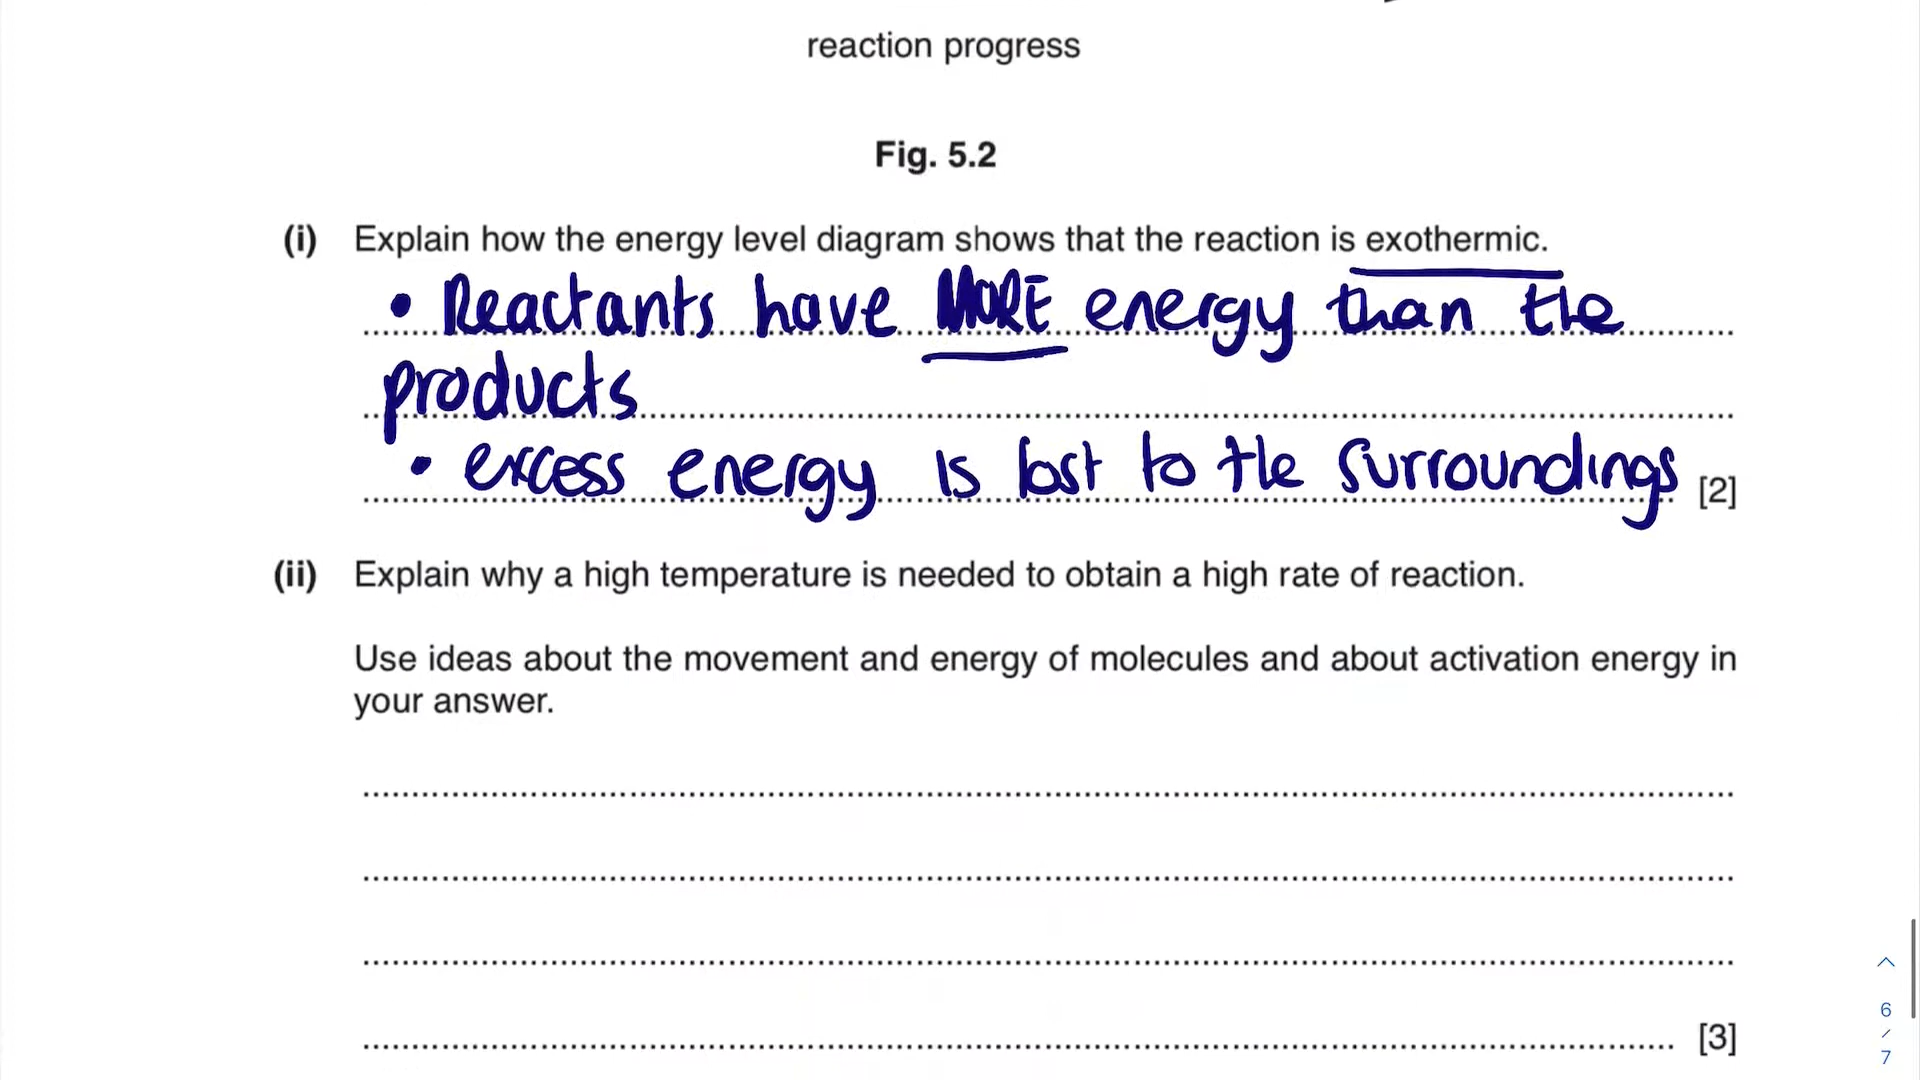 reaction progress
Fig. 5.2
(i) Explain how the energy level diagram shows that the reaction is exothermic.
• Reactants have MORE energy than the
products
• excess energy is lost to the surroundings [2]
(ii) Explain why a high temperature is needed to obtain a high rate of reaction.
Use ideas about the movement and energy of molecules and about activation energy in
your answer.
[3]
6
/
7